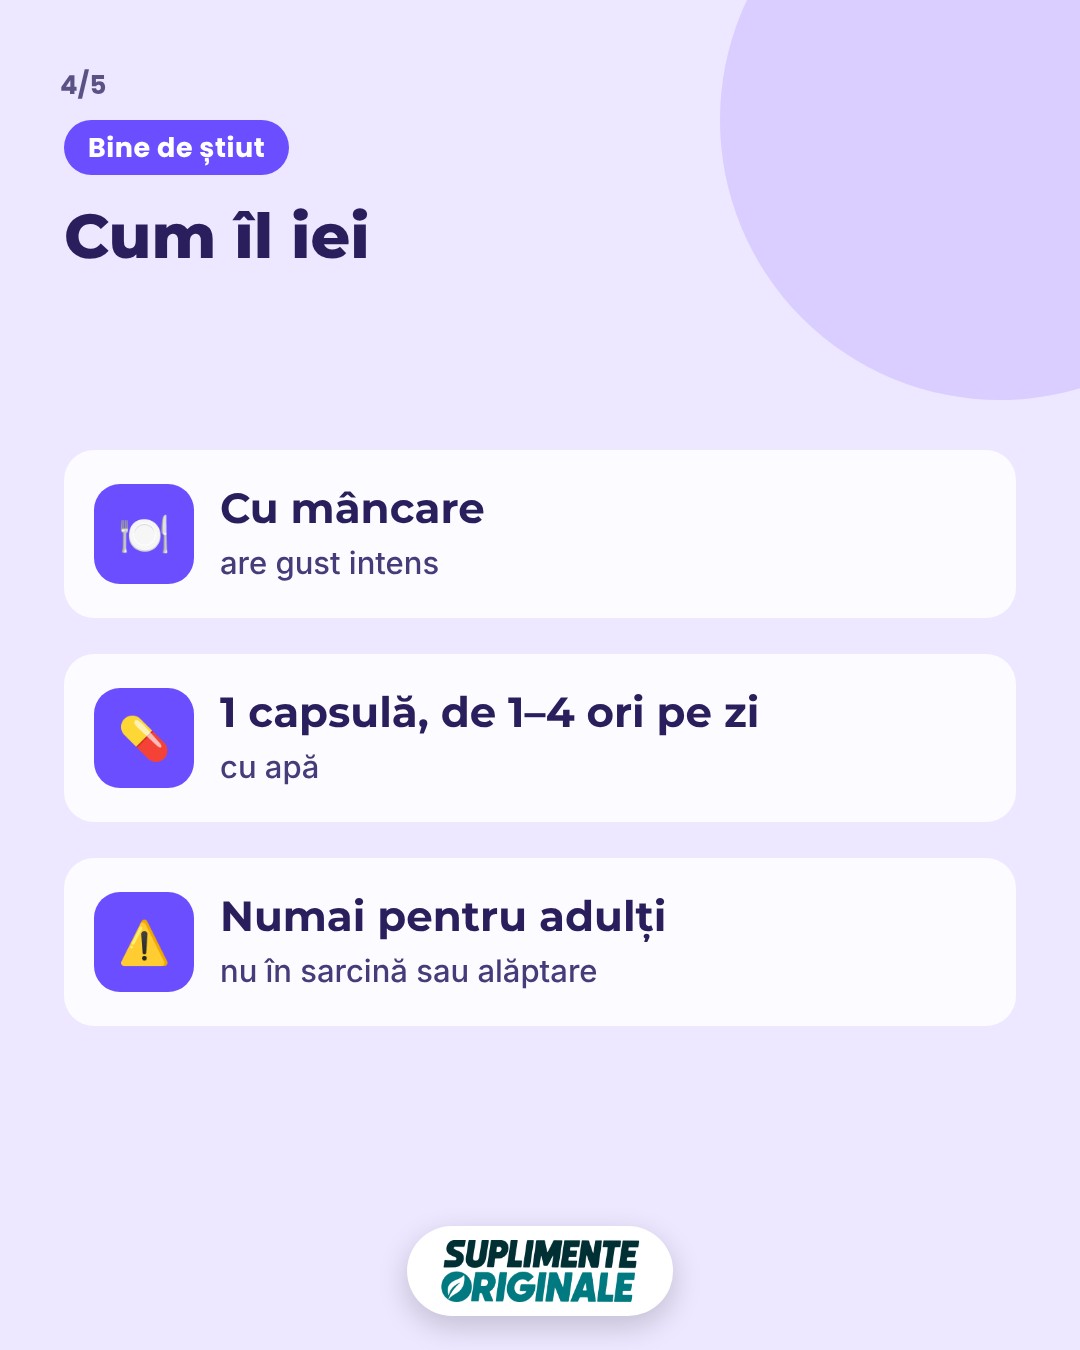 4/5
Bine de știut
Cum îl iei
Cu mâncare
are gust intens
1 capsulă, de 1–4 ori pe zi
cu apă
Numai pentru adulți
nu în sarcină sau alăptare
SUPLIMENTE
ORIGINALE